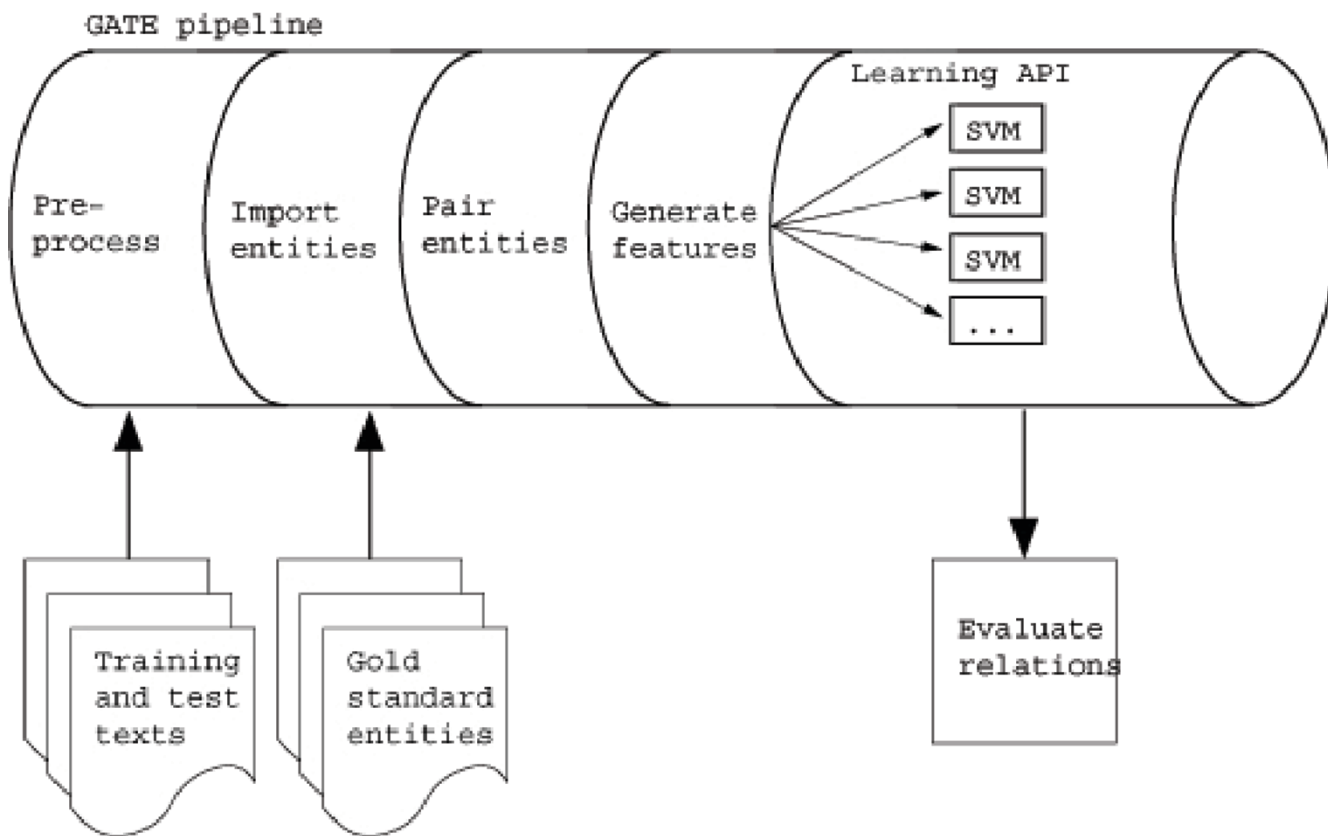 GATE pipeline
Learning API
SVM
SVM
SVM
...
Pre-
process
Import
entities
Pair
entities
Generate
features
Training
and test
texts
Gold
standard
entities
Evaluate
relations